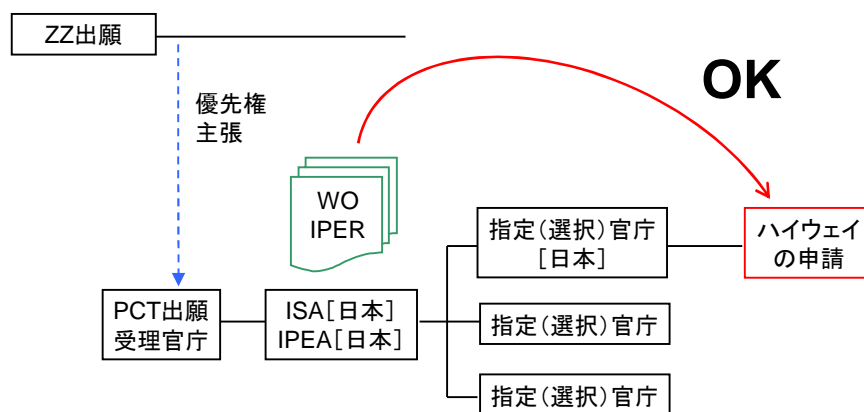 ZZ出願
OK
優先権
主張
WO
IPER
指定(選択)官庁
[日本]
ハイウェイ
の申請
PCT出願
受理官庁
ISA[日本]
IPEA[日本]
指定(選択)官庁
指定(選択)官庁